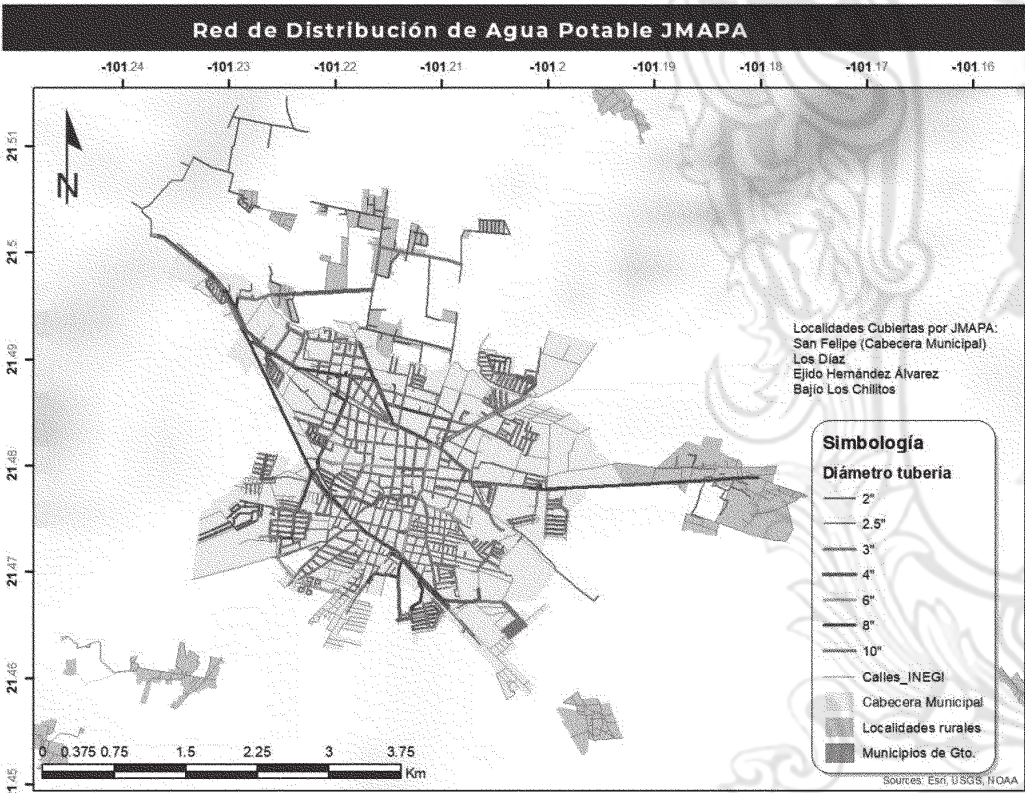 Red de Distribución de Agua Potable JMAPA
-101.24 -101.23 -101.22 -101.21 -101.2 -101.19 -101.18 -101.17 -101.16
21.51
21.5
21.49
21.48
21.47
21.46
21.45
N
Localidades Cubiertas por JMAPA:
San Felipe (Cabecera Municipal)
Los Díaz
Ejido Hernández Álvarez
Bajío Los Chilitos
Simbología
Diámetro tubería
2"
2.5"
3"
4"
6"
8"
10"
Calles_INEGI
Cabecera Municipal
Localidades rurales
Municipios de Gto.
0 0.375 0.75 1.5 2.25 3 3.75
Km
Sources: Esri, USGS, NOAA